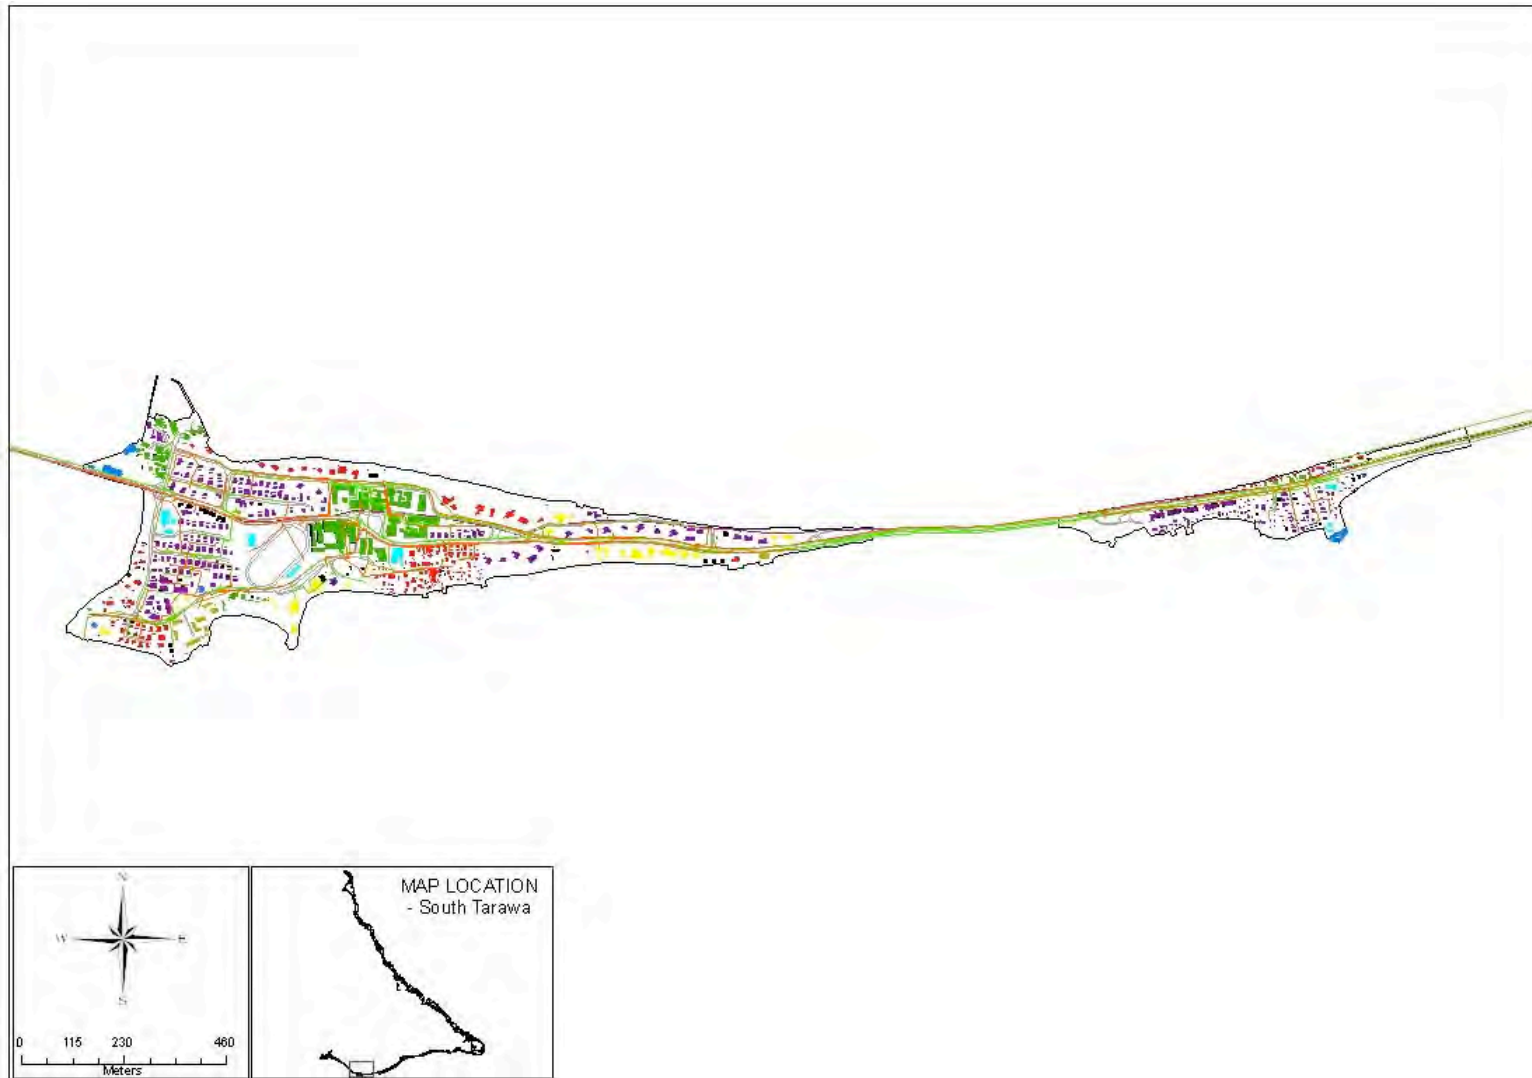 N
W E
S
0 115 230 460
Meters
MAP LOCATION
- South Tarawa